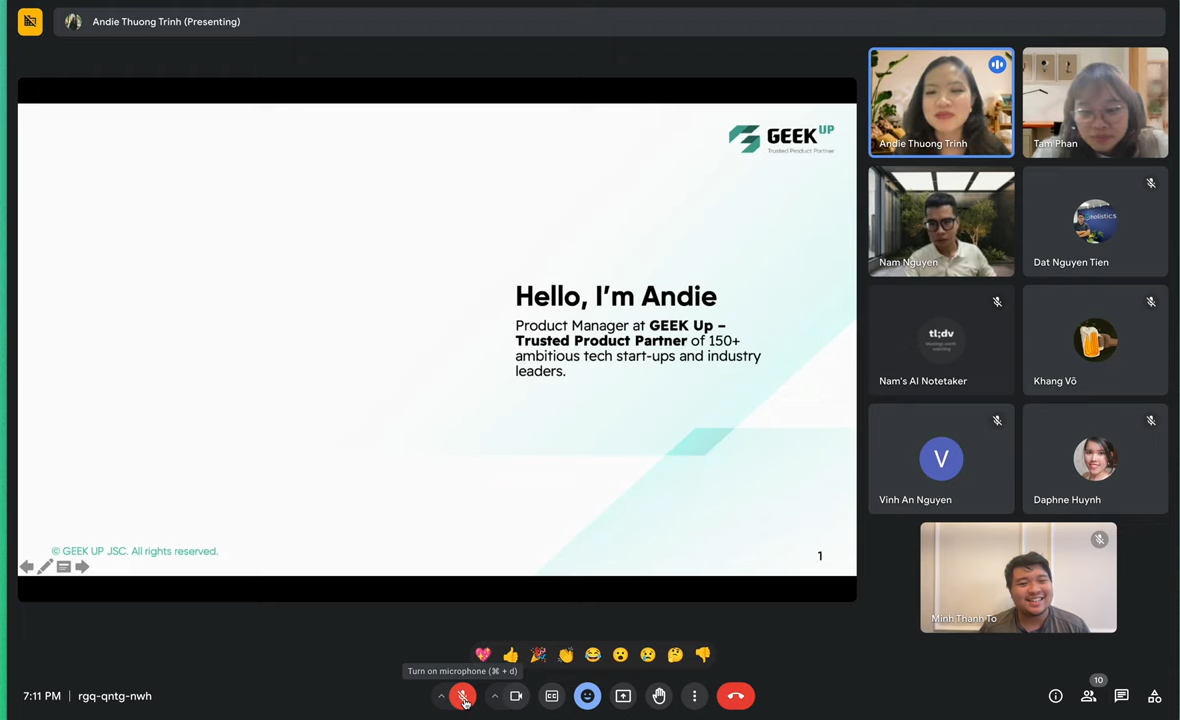 Andie Thuong Trinh (Presenting)
GEEK UP
Trusted Product Partner
Hello, I'm Andie
Product Manager at GEEK Up –
Trusted Product Partner of 150+
ambitious tech start-ups and industry
leaders.
© GEEK UP JSC. All rights reserved.
1
Andie Thuong Trinh
Tam Phan
Nam Nguyen
holistics
Dat Nguyen Tien
tl;dv
Nam's AI Notetaker
Khang Võ
V
Vinh An Nguyen
Daphne Huynh
Minh Thanh To
Turn on microphone (⌘ + d)
7:11 PM | rgq-qntg-nwh
10